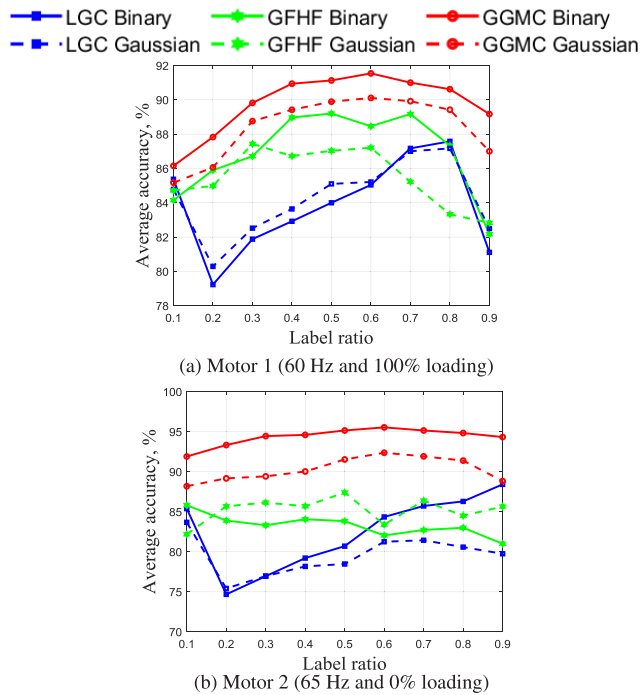 LGC Binary GFHF Binary GGMC Binary
LGC Gaussian GFHF Gaussian GGMC Gaussian
92
90
88
86
84
82
80
78
Average accuracy, %
0.1 0.2 0.3 0.4 0.5 0.6 0.7 0.8 0.9
Label ratio
(a) Motor 1 (60 Hz and 100% loading)
100
95
90
85
80
75
70
Average accuracy, %
0.1 0.2 0.3 0.4 0.5 0.6 0.7 0.8 0.9
Label ratio
(b) Motor 2 (65 Hz and 0% loading)